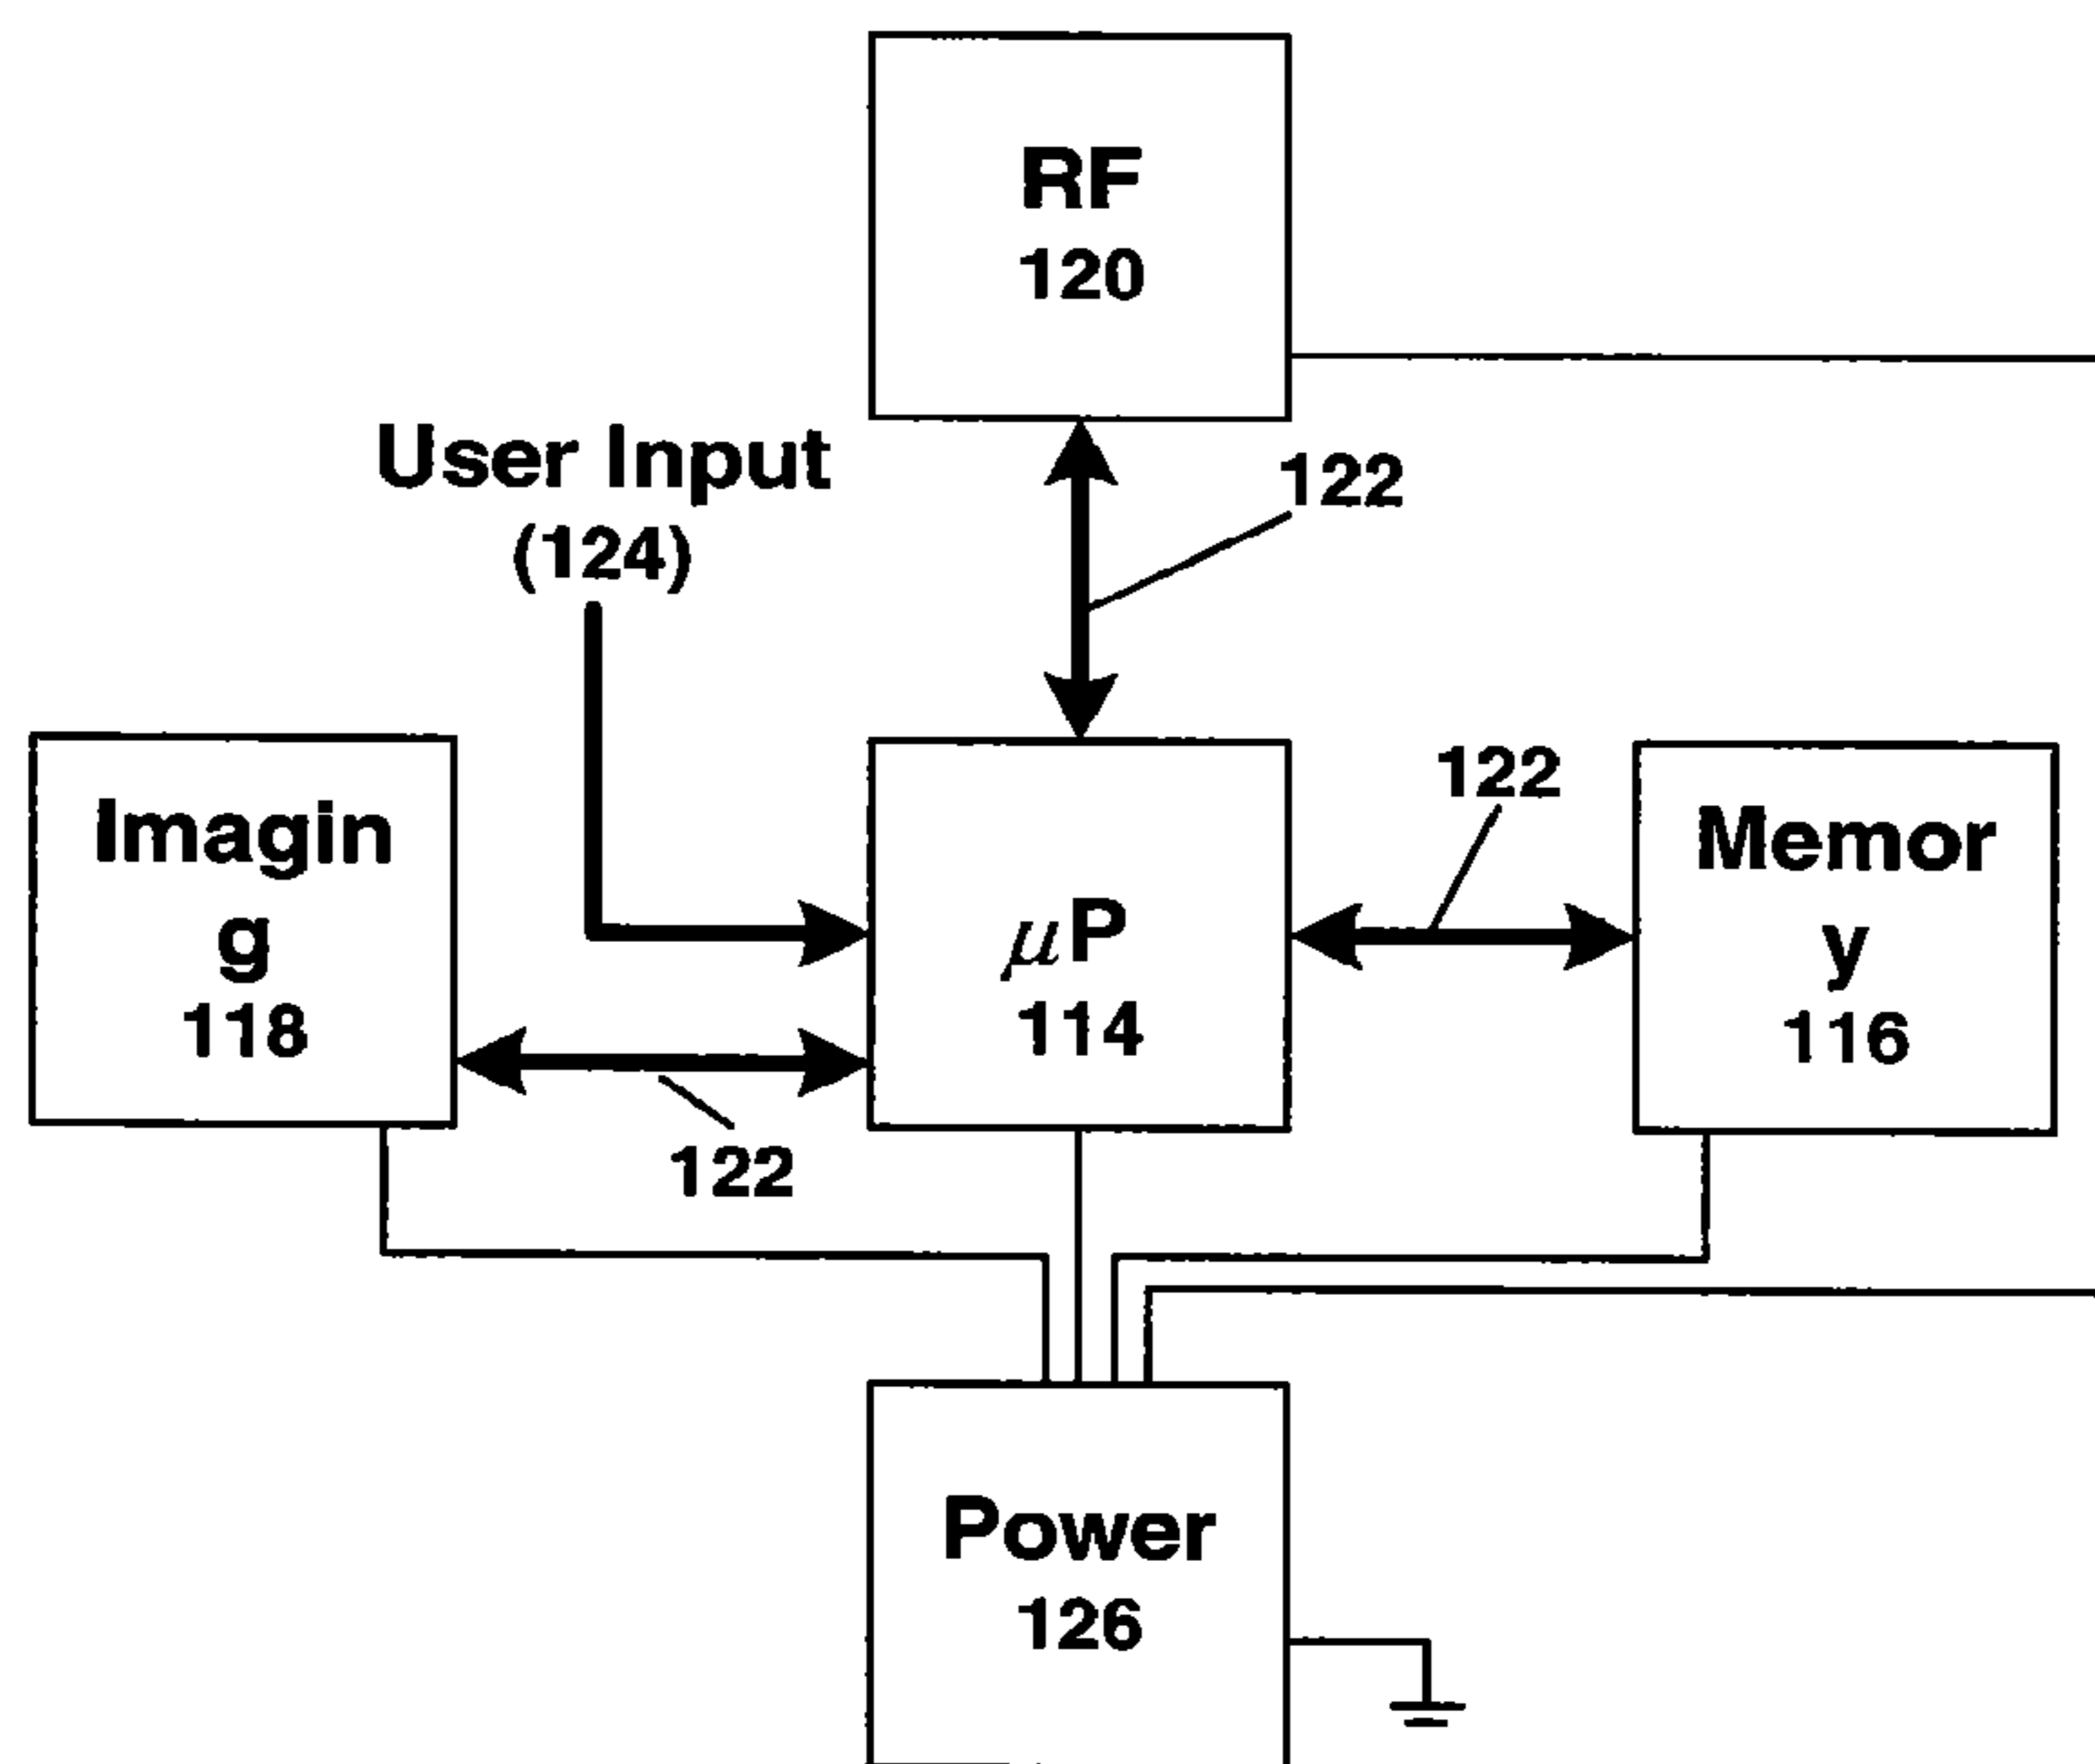 RF
120
User Input
(124)
122
122
Imagin
g
118
µP
114
Memor
y
116
122
Power
126